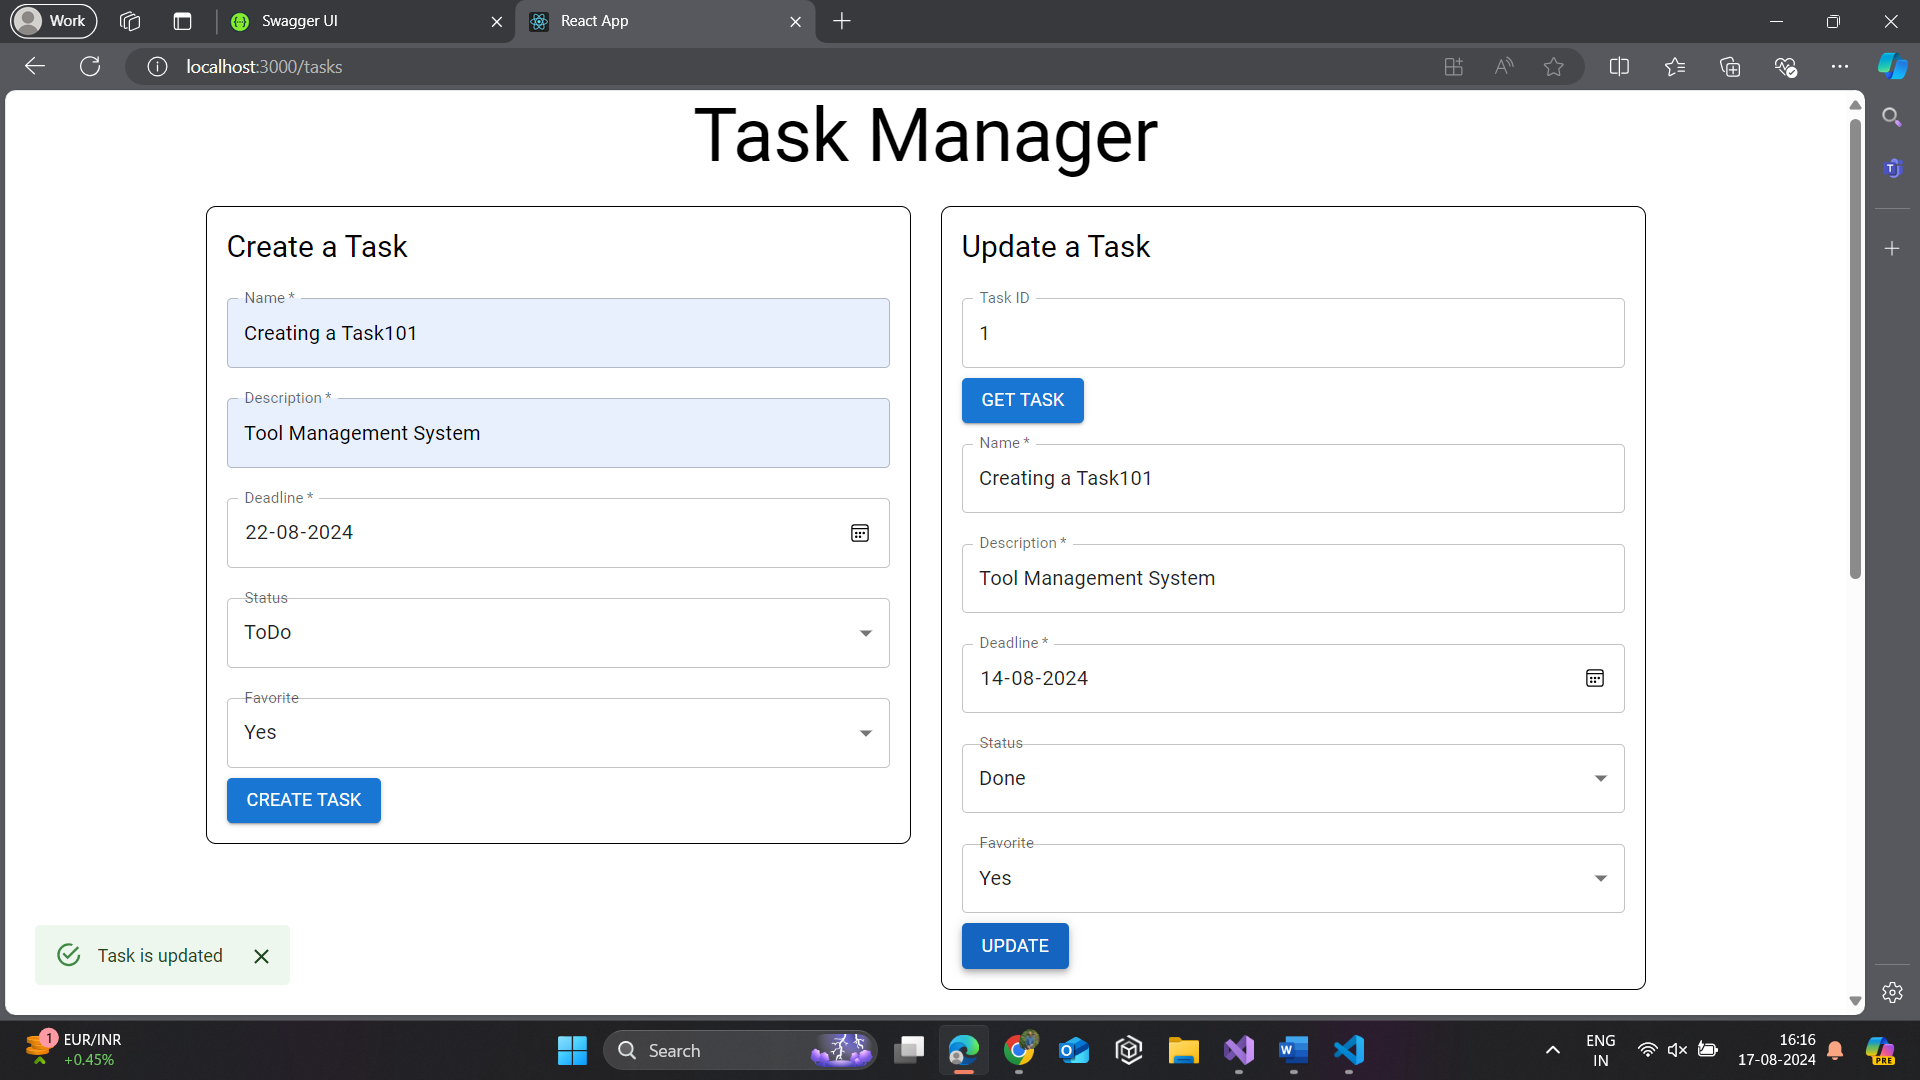 Work
Swagger UI
React App
localhost:3000/tasks
Task Manager
Create a Task
Name *
Creating a Task101
Description *
Tool Management System
Deadline *
22-08-2024
Status
ToDo
Favorite
Yes
CREATE TASK
Update a Task
Task ID
1
GET TASK
Name *
Creating a Task101
Description *
Tool Management System
Deadline *
14-08-2024
Status
Done
Favorite
Yes
UPDATE
Task is updated
1
EUR/INR
+0.45%
Search
ENG
IN
16:16
17-08-2024
PRE